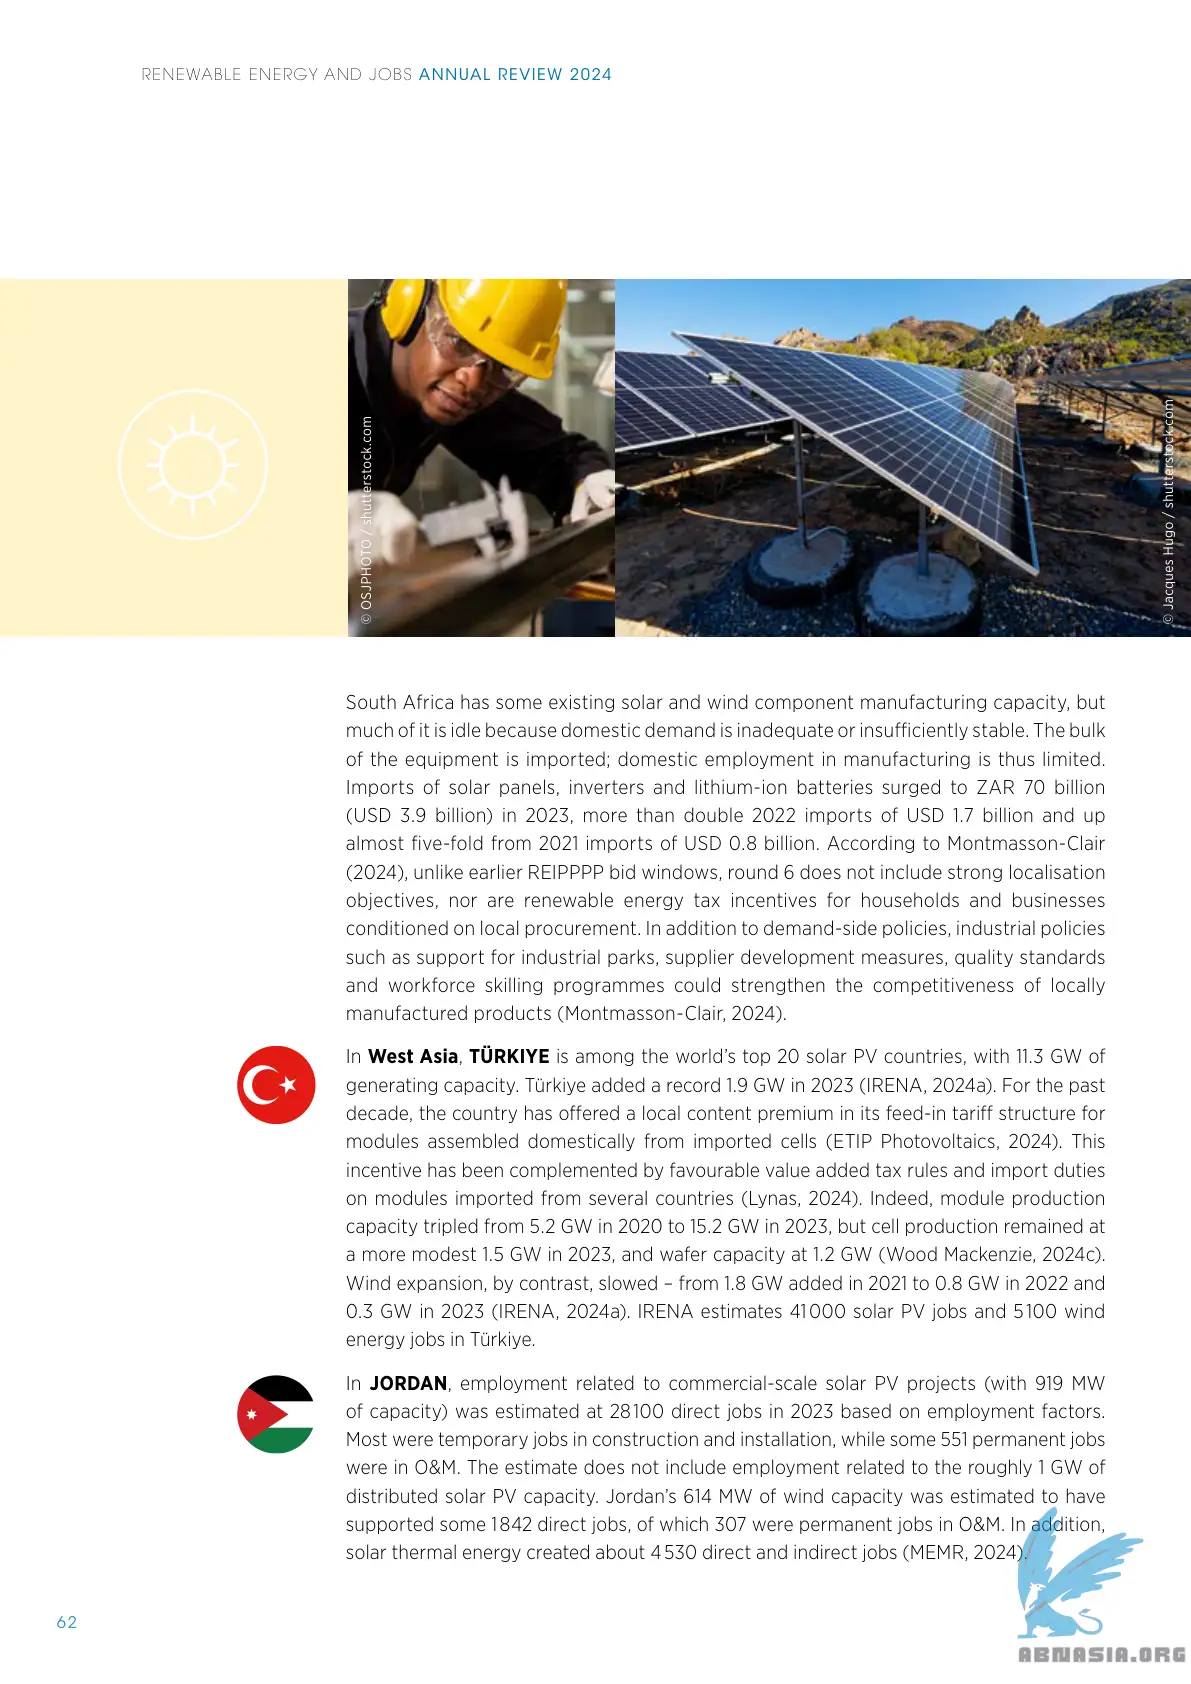 RENEWABLE ENERGY AND JOBS ANNUAL REVIEW 2024
© OSJPHOTO / shutterstock.com
© Jacques Hugo / shutterstock.com
South Africa has some existing solar and wind component manufacturing capacity, but
much of it is idle because domestic demand is inadequate or insufficiently stable. The bulk
of the equipment is imported; domestic employment in manufacturing is thus limited.
Imports of solar panels, inverters and lithium-ion batteries surged to ZAR 70 billion
(USD 3.9 billion) in 2023, more than double 2022 imports of USD 1.7 billion and up
almost five-fold from 2021 imports of USD 0.8 billion. According to Montmasson-Clair
(2024), unlike earlier REIPPPP bid windows, round 6 does not include strong localisation
objectives, nor are renewable energy tax incentives for households and businesses
conditioned on local procurement. In addition to demand-side policies, industrial policies
such as support for industrial parks, supplier development measures, quality standards
and workforce skilling programmes could strengthen the competitiveness of locally
manufactured products (Montmasson-Clair, 2024).
In West Asia, TÜRKIYE is among the world's top 20 solar PV countries, with 11.3 GW of
generating capacity. Türkiye added a record 1.9 GW in 2023 (IRENA, 2024a). For the past
decade, the country has offered a local content premium in its feed-in tariff structure for
modules assembled domestically from imported cells (ETIP Photovoltaics, 2024). This
incentive has been complemented by favourable value added tax rules and import duties
on modules imported from several countries (Lynas, 2024). Indeed, module production
capacity tripled from 5.2 GW in 2020 to 15.2 GW in 2023, but cell production remained at
a more modest 1.5 GW in 2023, and wafer capacity at 1.2 GW (Wood Mackenzie, 2024c).
Wind expansion, by contrast, slowed – from 1.8 GW added in 2021 to 0.8 GW in 2022 and
0.3 GW in 2023 (IRENA, 2024a). IRENA estimates 41 000 solar PV jobs and 5 100 wind
energy jobs in Türkiye.
In JORDAN, employment related to commercial-scale solar PV projects (with 919 MW
of capacity) was estimated at 28 100 direct jobs in 2023 based on employment factors.
Most were temporary jobs in construction and installation, while some 551 permanent jobs
were in O&M. The estimate does not include employment related to the roughly 1 GW of
distributed solar PV capacity. Jordan's 614 MW of wind capacity was estimated to have
supported some 1 842 direct jobs, of which 307 were permanent jobs in O&M. In addition,
solar thermal energy created about 4 530 direct and indirect jobs (MEMR, 2024).
62
ABNASIA.ORG